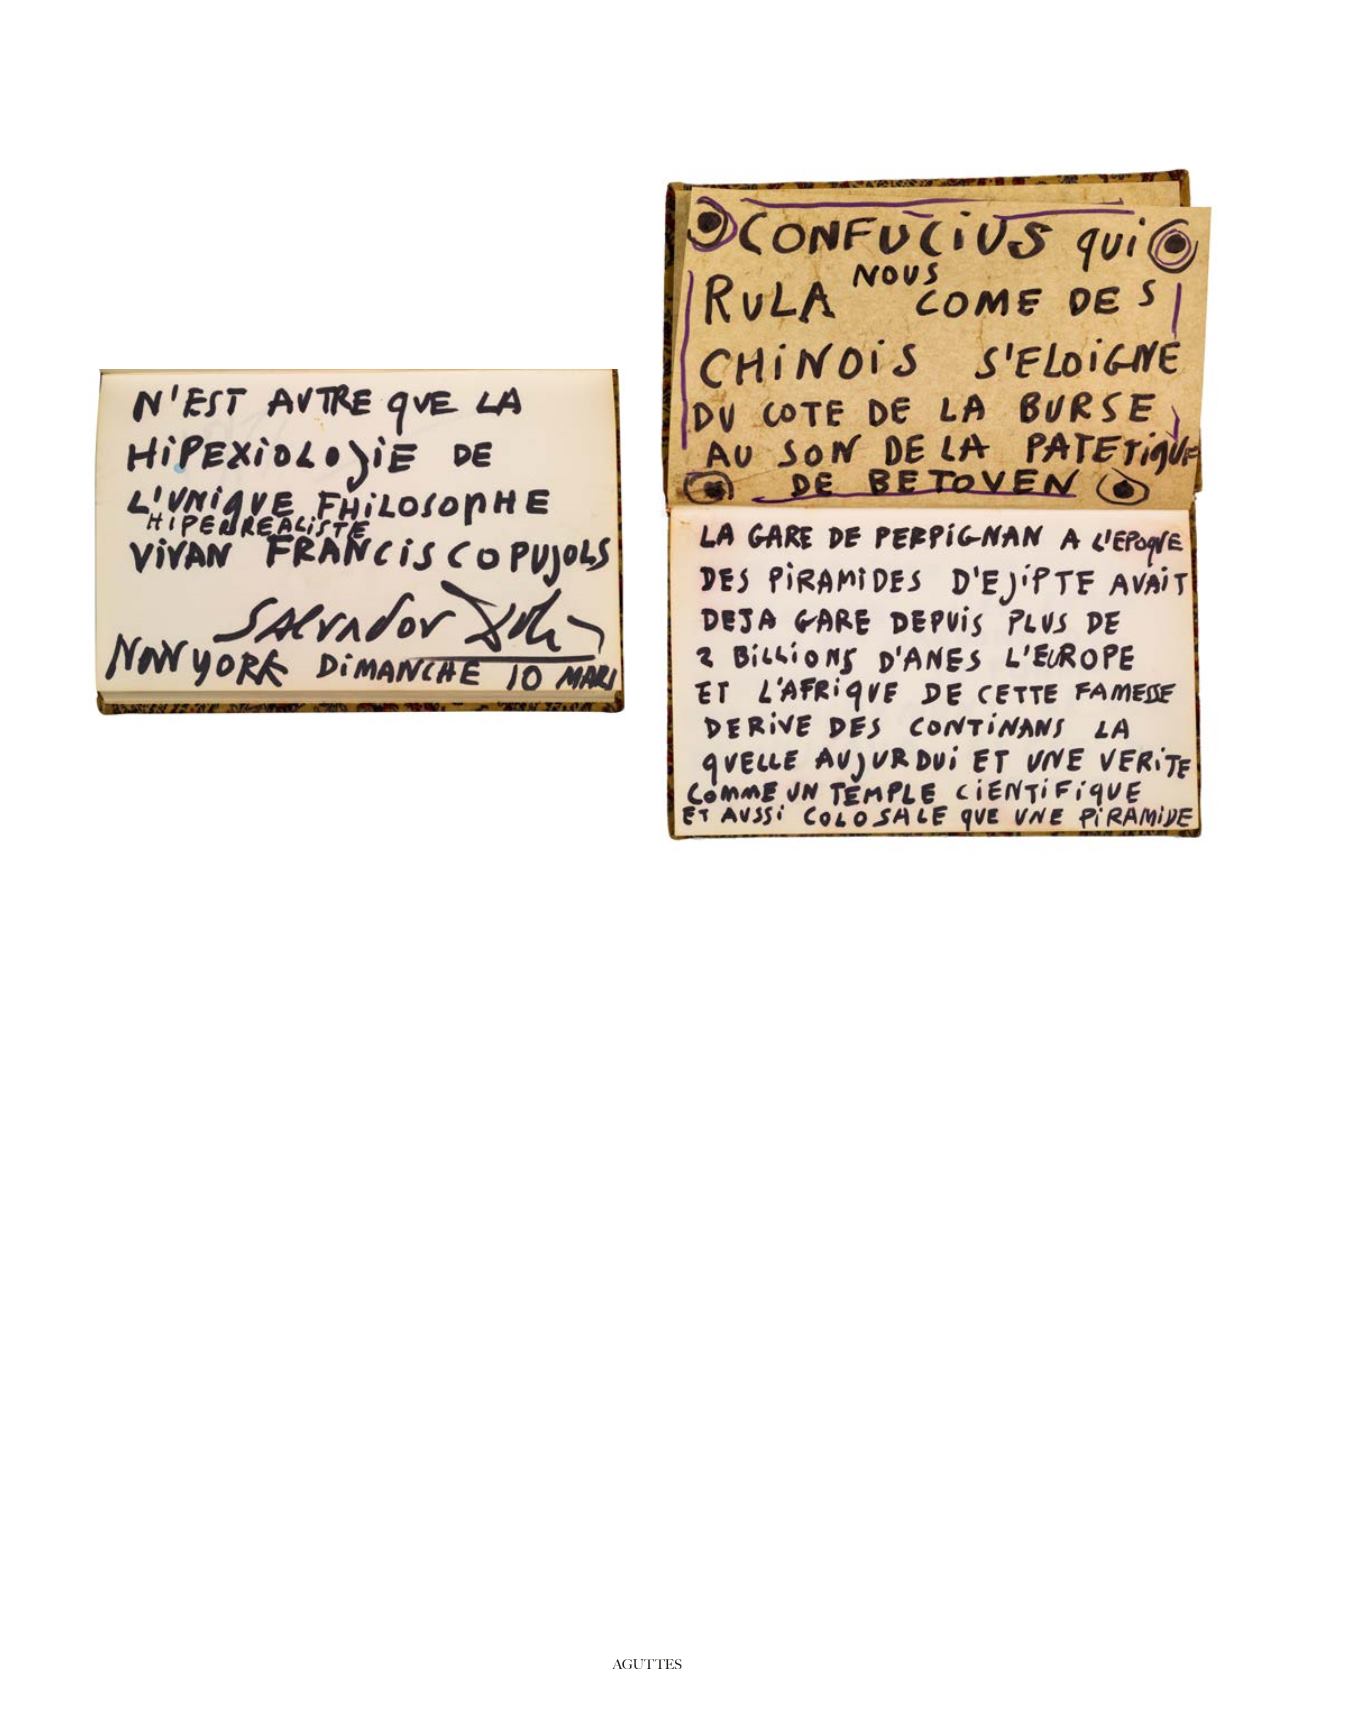 N'EST AUTRE QUE LA
HiPEXiOLOJiE DE
L'UNiQUE FHiLOSOPHE
HIPERREALiSTE
ViVAN FRANCiSCO PUJOLS
SALvadoR Dali
NEW YORK DiMANCHE 10 MARS
CONFUCiUS qui
NOUS
RULA COME DES
CHiNOiS S'ELOiGNE
DU COTE DE LA BURSE
AU SON DE LA PATETiQUE
DE BETOVEN
LA GARE DE PERPiGNAN A L'EPOQUE
DES PiRAMiDES D'EJiPTE AVAiT
DEJA GARE DEPUiS PLUS DE
2 BiLLiONS D'ANES L'EUROPE
ET L'AFRiQUE DE CETTE FAMESSE
DERiVE DES CONTiNANS LA
QUELLE AUJURDUi ET UNE VERiTE
COMME UN TEMPLE CiENTiFiQUE
ET AUSSi COLOSALE QUE UNE PiRAMiDE
AGUTTES